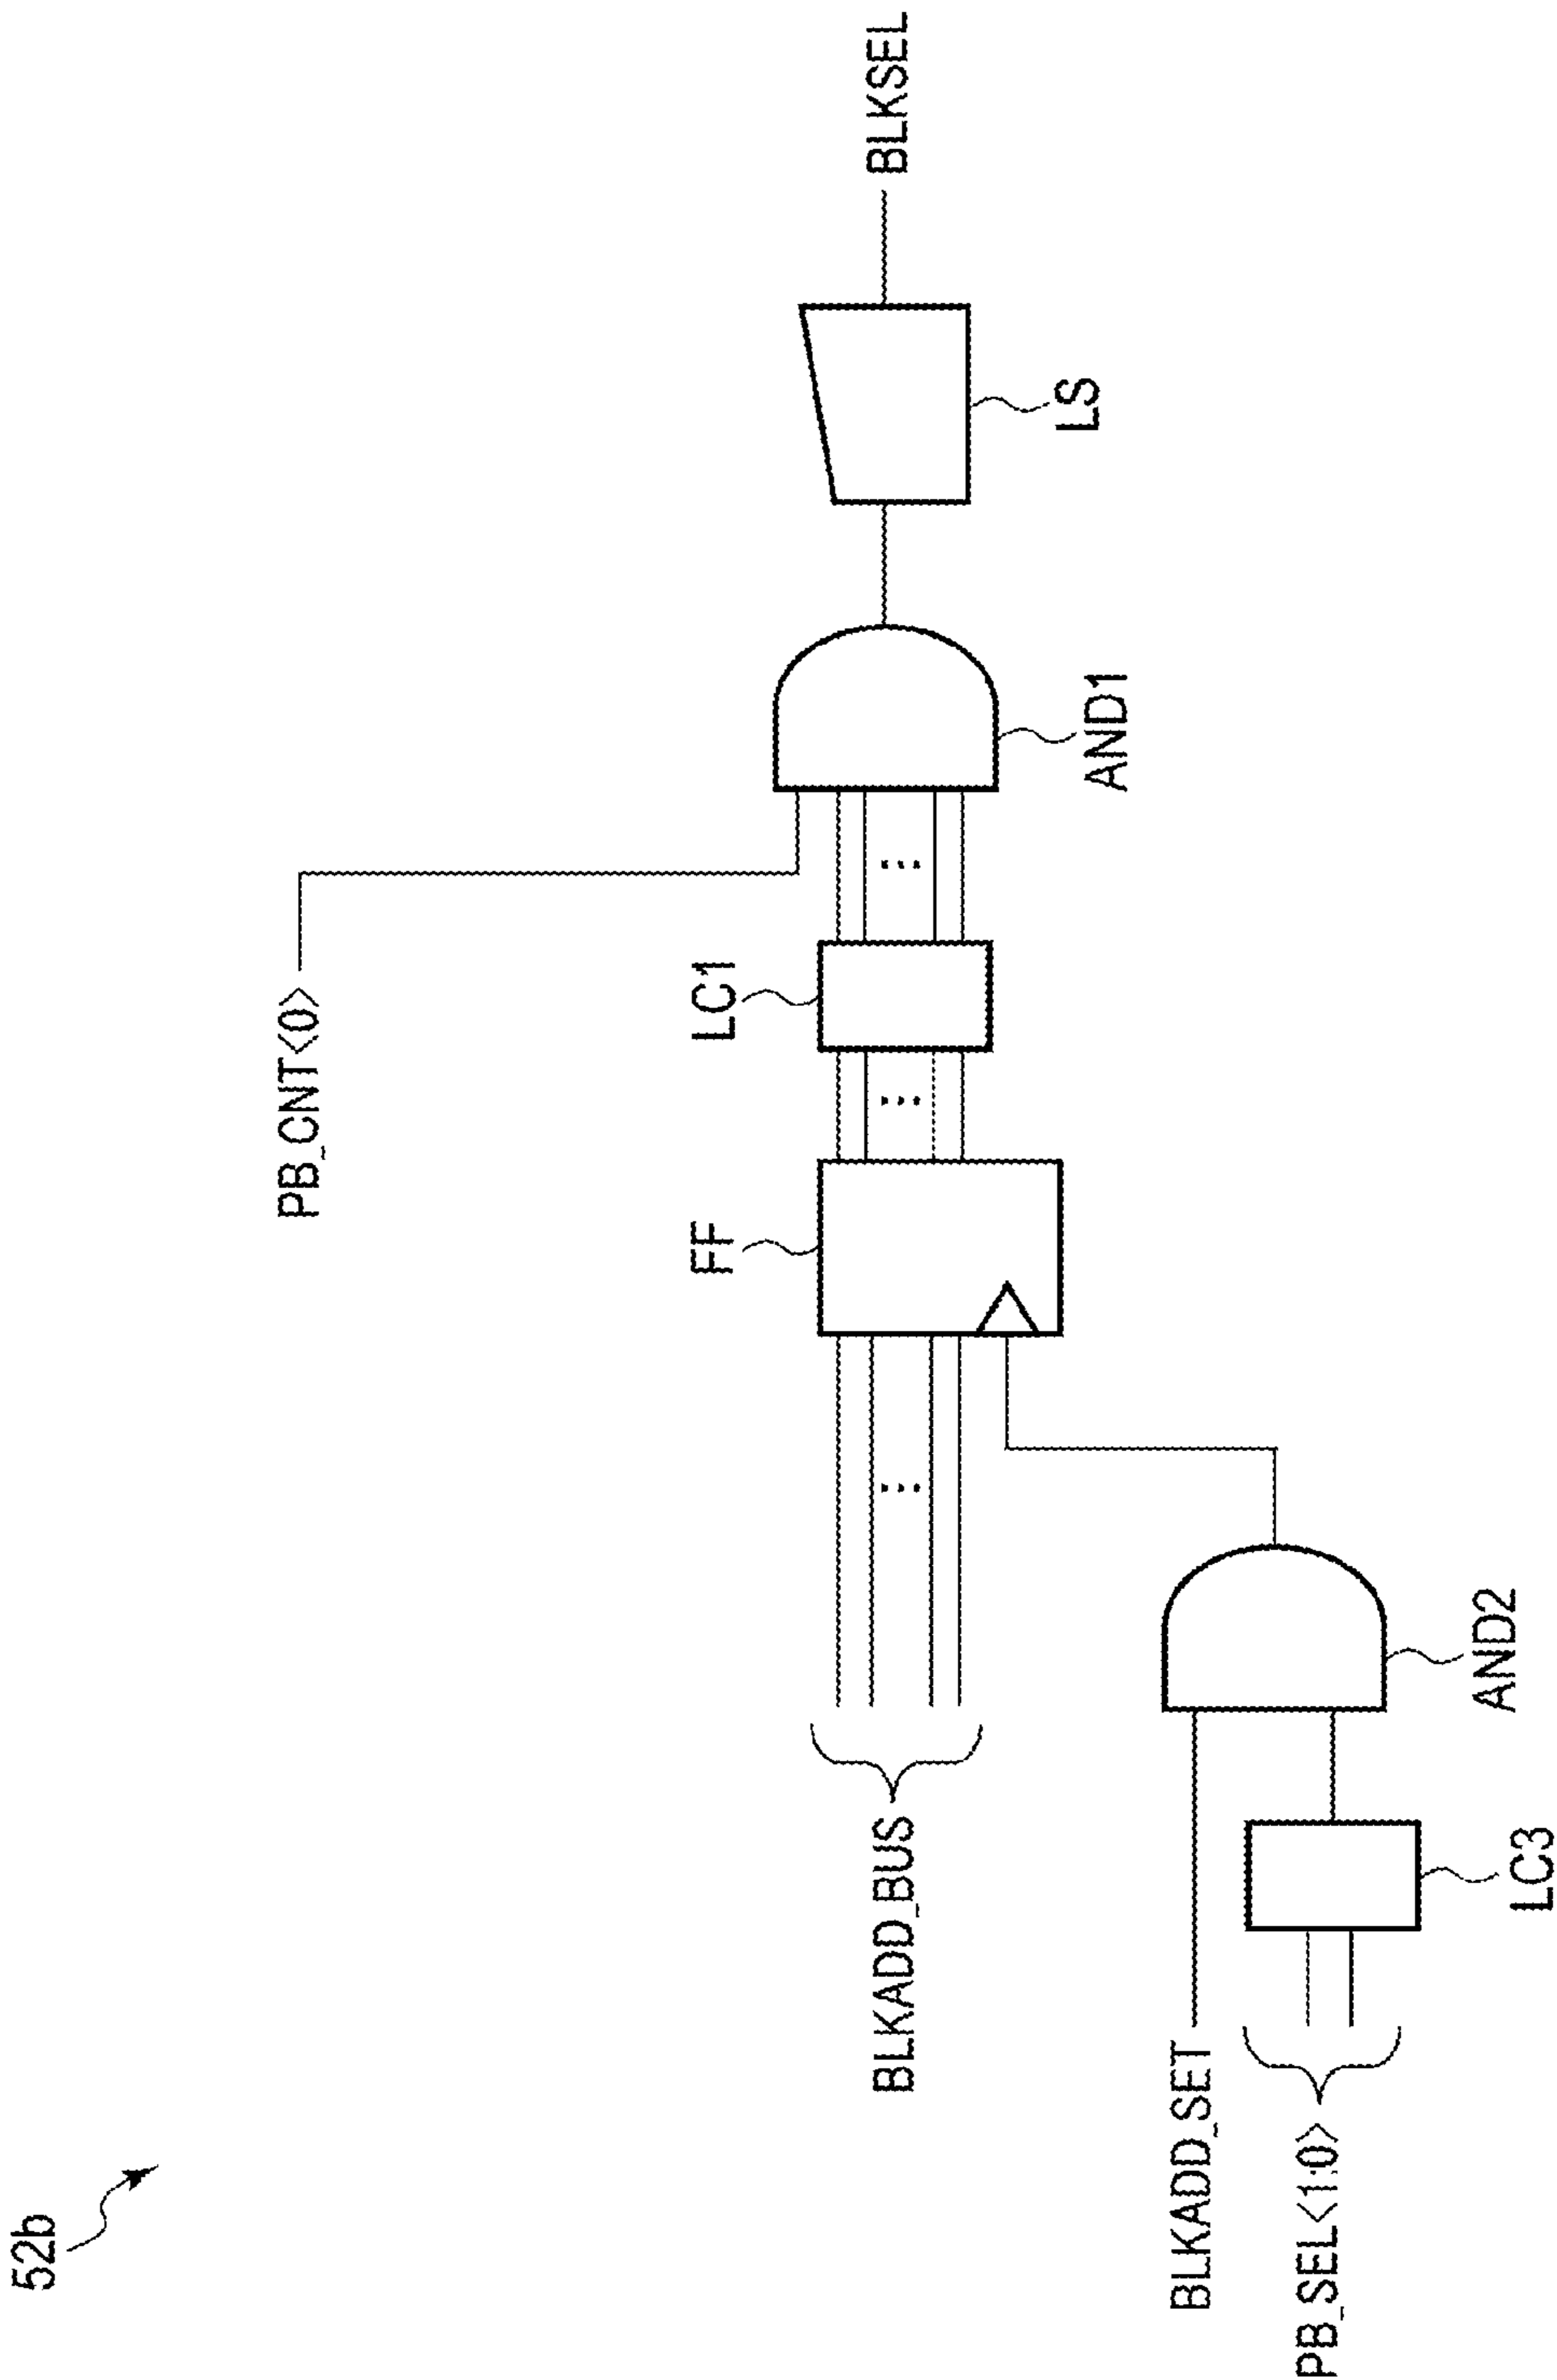 52b
PB_CNT<0>
BLKSEL
FF
LC1
BLKADD_BUS
LS
AND1
BLKADD_SET
PB_SEL<1:0>
AND2
LC3